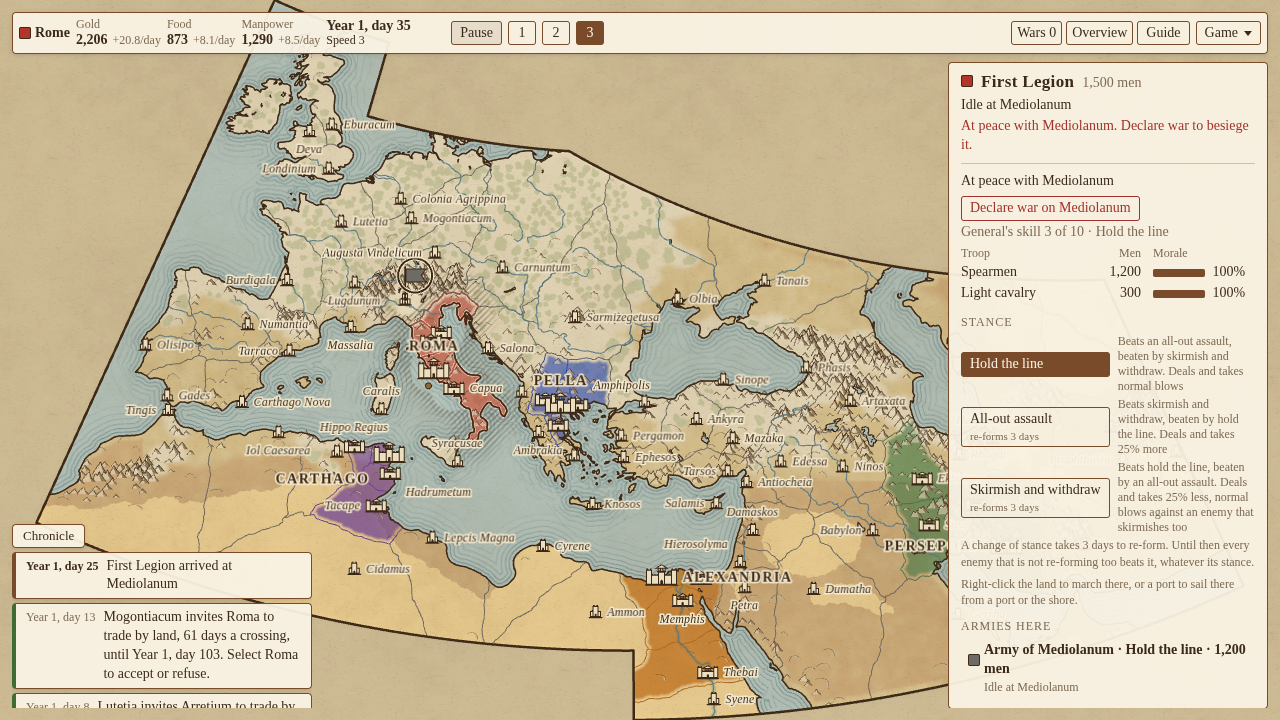 Rome
Gold
2,206 +20.8/day
Food
873 +8.1/day
Manpower
1,290 +8.5/day
Year 1, day 35
Speed 3
Pause
1
2
3
Wars 0
Overview
Guide
Game
First Legion 1,500 men
Idle at Mediolanum
At peace with Mediolanum. Declare war to besiege
it.
At peace with Mediolanum
Declare war on Mediolanum
General's skill 3 of 10 · Hold the line
Troop Men Morale
Spearmen 1,200 100%
Light cavalry 300 100%
STANCE
Hold the line
Beats an all-out assault,
beaten by skirmish and
withdraw. Deals and takes
normal blows
All-out assault
re-forms 3 days
Beats skirmish and
withdraw, beaten by hold
the line. Deals and takes
25% more
Skirmish and withdraw
re-forms 3 days
Beats hold the line, beaten
by an all-out assault. Deals
and takes 25% less, normal
blows against an enemy that
skirmishes too
A change of stance takes 3 days to re-form. Until then every
enemy that is not re-forming too beats it, whatever its stance.
Right-click the land to march there, or a port to sail there
from a port or the shore.
ARMIES HERE
Army of Mediolanum · Hold the line · 1,200
men
Idle at Mediolanum
Eburacum
Deva
Londinium
Colonia Agrippina
Lutetia
Mogontiacum
Augusta Vindelicum
Carnuntum
Burdigala
Lugdunum
Tanais
Olbia
Numantia
Sarmizegetusa
Olisipo
Tarraco
Massalia
ROMA
Salona
Phasis
PELLA
Amphipolis
Sinope
Caralis
Capua
Gades
Carthago Nova
Artaxata
Tingis
Hippo Regius
Ankyra
Pergamon
Mazaka
Iol Caesarea
Syracusae
Ambrakia
Ephesos
Edessa
Ninos
Tarsos
CARTHAGO
Hadrumetum
Antiocheia
Tacape
Knosos
Salamis
Damaskos
Lepcis Magna
Cyrene
Hierosolyma
Babylon
PERSEP
Cidamus
ALEXANDRIA
Dumatha
Ammon
Memphis
Petra
Thebai
Syene
Chronicle
Year 1, day 25 First Legion arrived at
Mediolanum
Year 1, day 13 Mogontiacum invites Roma to
trade by land, 61 days a crossing,
until Year 1, day 103. Select Roma
to accept or refuse.
Year 1, day 8 Lutetia invites Arretium to trade by